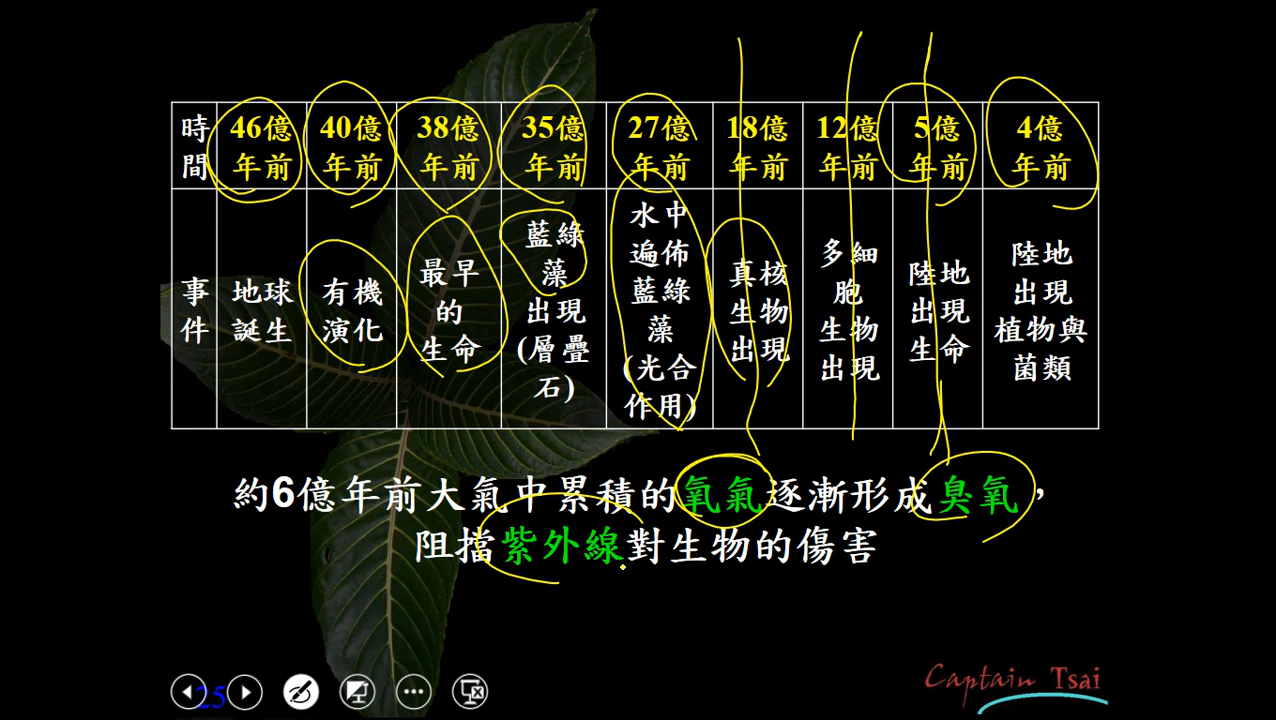 時間 46億年前 40億年前 38億年前 35億年前 27億年前 18億年前 12億年前 5億年前 4億年前
事件 地球誕生 有機演化 最早的生命 藍綠藻出現(層疊石) 水中遍佈藍綠藻(光合作用) 真核生物出現 多細胞生物出現 陸地出現生命 陸地出現植物與菌類
約6億年前大氣中累積的氧氣逐漸形成臭氧，
阻擋紫外線對生物的傷害
25
Captain Tsai